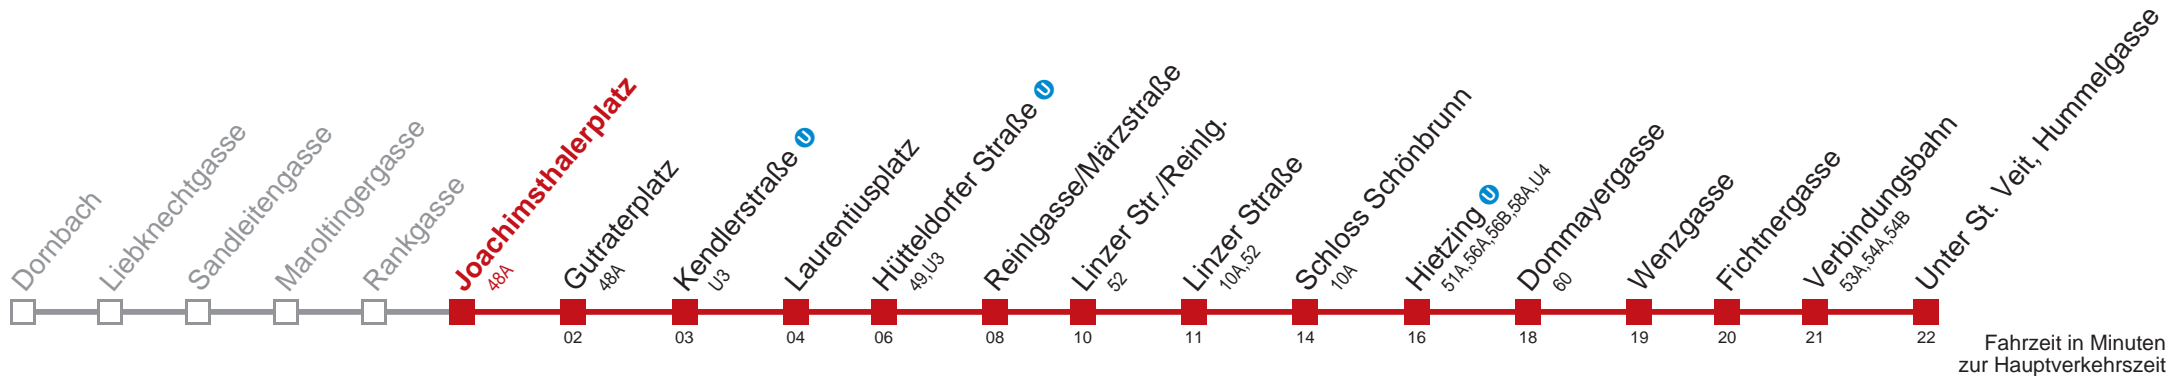 Dornbach
Liebknechtgasse
Sandleitengasse
Maroltingergasse
Rankgasse
Joachimsthalerplatz
48A
Gutraterplatz
48A
02
Kendlerstraße U
U3
03
Laurentiusplatz
04
Hütteldorfer Straße U
49,U3
06
Reinlgasse/Märzstraße
08
Linzer Str./Reinlg.
52
10
Linzer Straße
10A,52
11
Schloss Schönbrunn
10A
14
Hietzing U
51A,56A,56B,58A,U4
16
Dommayergasse
60
18
Wenzgasse
19
Fichtnergasse
20
Verbindungsbahn
53A,54A,54B
21
Unter St. Veit, Hummelgasse
22
Fahrzeit in Minuten
zur Hauptverkehrszeit